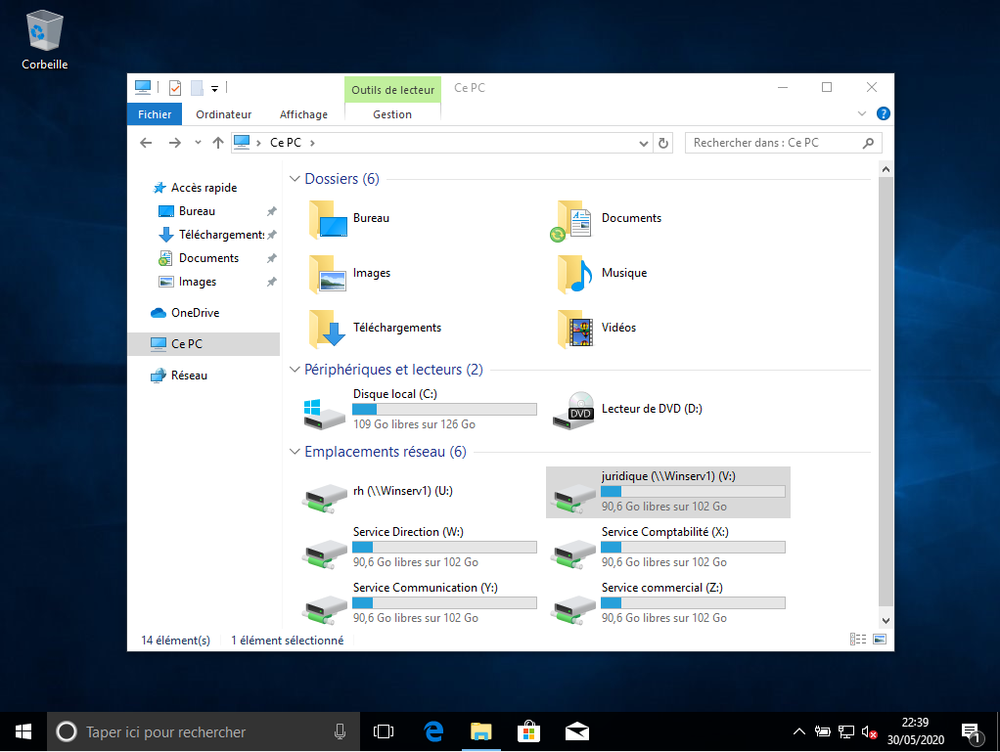 Corbeille
Outils de lecteur
Ce PC
Fichier
Ordinateur
Affichage
Gestion
?
Ce PC
Rechercher dans : Ce PC
Accès rapide
Bureau
Téléchargement:
Documents
Images
OneDrive
Ce PC
Réseau
Dossiers (6)
Bureau
Documents
Images
Musique
Téléchargements
Vidéos
Périphériques et lecteurs (2)
Disque local (C:)
109 Go libres sur 126 Go
DVD
Lecteur de DVD (D:)
Emplacements réseau (6)
rh (\\Winserv1) (U:)
juridique (\\Winserv1) (V:)
90,6 Go libres sur 102 Go
Service Direction (W:)
90,6 Go libres sur 102 Go
Service Comptabilité (X:)
90,6 Go libres sur 102 Go
Service Communication (Y:)
90,6 Go libres sur 102 Go
Service commercial (Z:)
90,6 Go libres sur 102 Go
14 élément(s)
1 élément sélectionné
Taper ici pour rechercher
22:39
30/05/2020
1